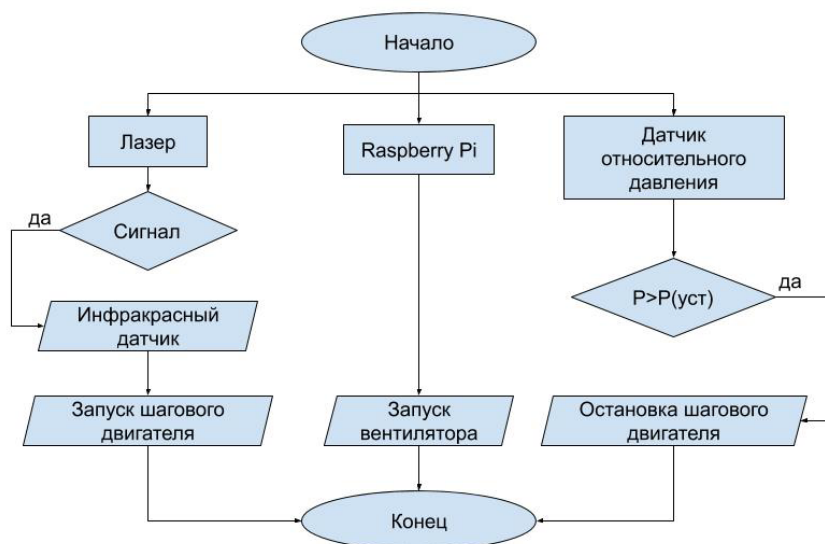 Начало
Лазер
Raspberry Pi
Датчик
относительного
давления
да
Сигнал
P>P(уст)
да
Инфракрасный
датчик
Запуск шагового
двигателя
Запуск
вентилятора
Остановка шагового
двигателя
Конец